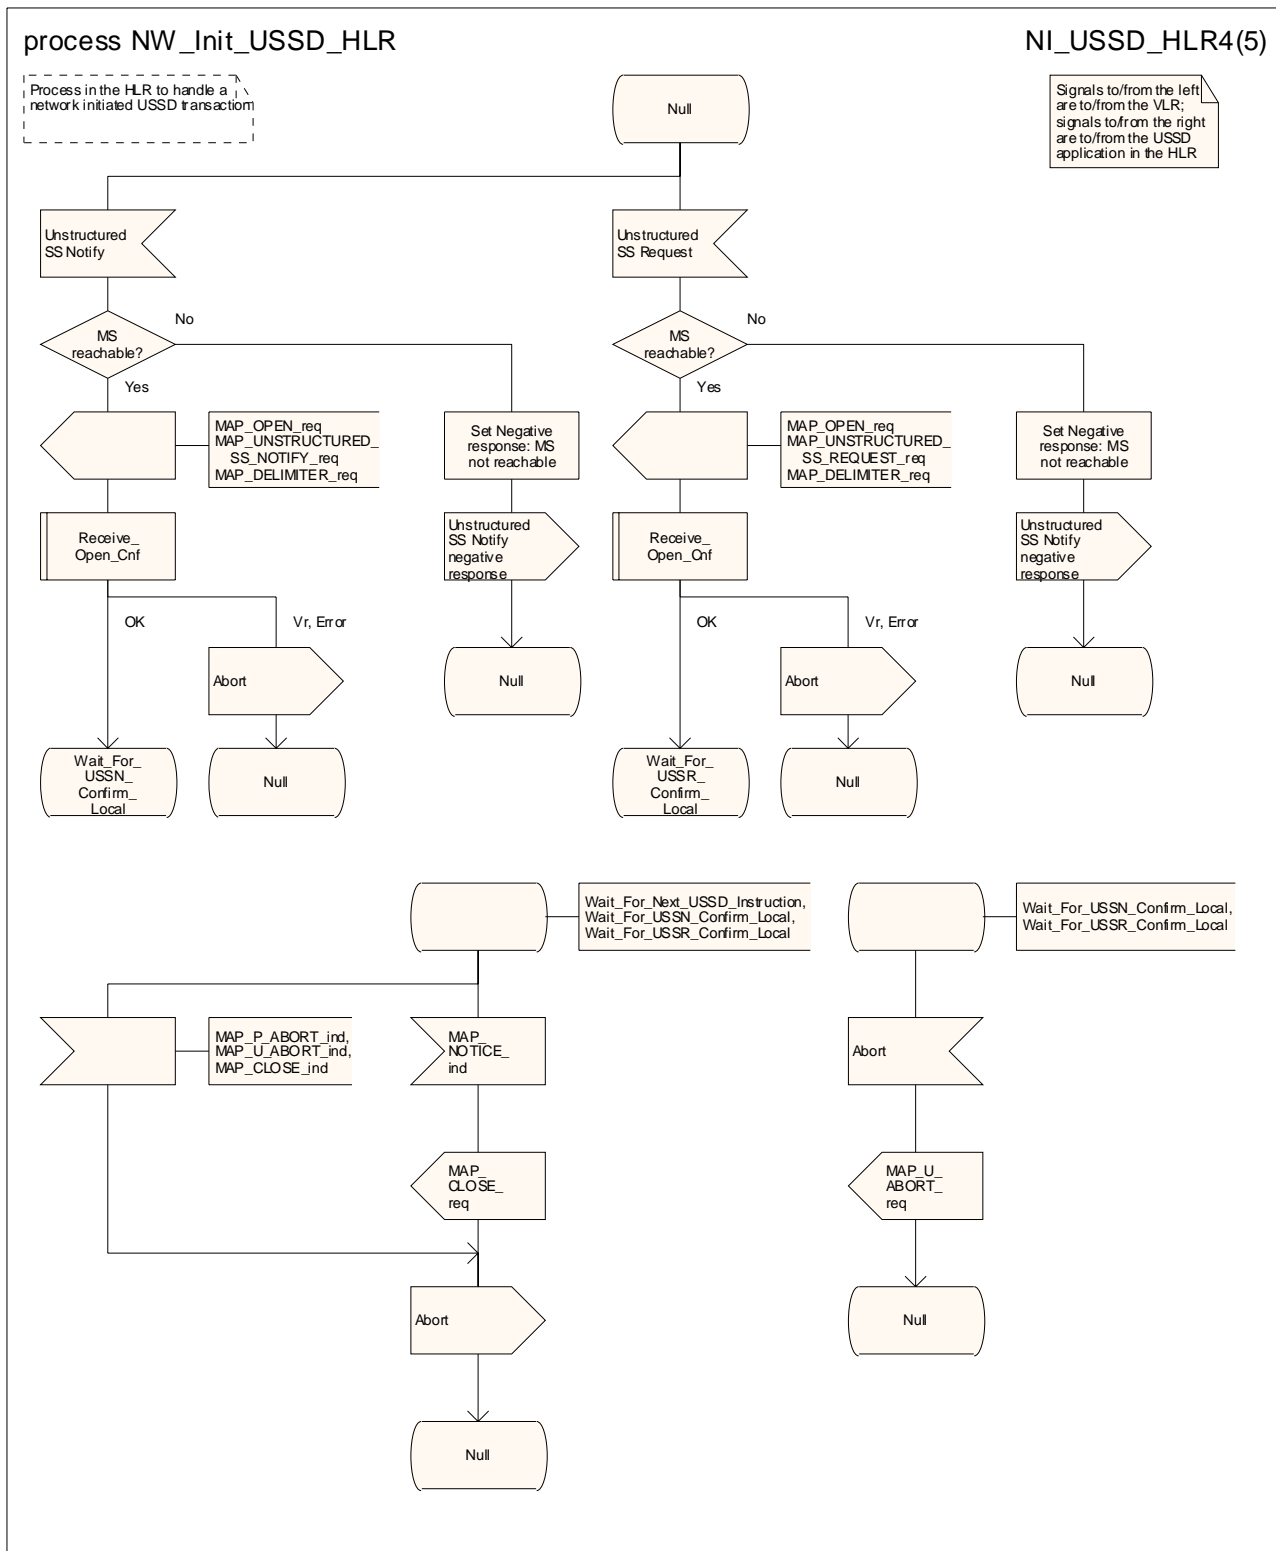 process NW_Init_USSD_HLR
NI_USSD_HLR4(5)
Process in the HLR to handle a
network initiated USSD transaction
Null
Signals to/from the left
are to/from the VLR;
signals to/from the right
are to/from the USSD
application in the HLR
Unstructured
SS Notify
Unstructured
SS Request
MS
reachable?
No
Yes
MS
reachable?
No
Yes
MAP_OPEN_req
MAP_UNSTRUCTURED_
SS_NOTIFY_req
MAP_DELIMITER_req
Set Negative
response: MS
not reachable
MAP_OPEN_req
MAP_UNSTRUCTURED_
SS_REQUEST_req
MAP_DELIMITER_req
Set Negative
response: MS
not reachable
Receive_
Open_Cnf
Unstructured
SS Notify
negative
response
Receive_
Open_Cnf
Unstructured
SS Notify
negative
response
OK
Vr, Error
OK
Vr, Error
Abort
Null
Abort
Null
Wait_For_
USSN_
Confirm_
Local
Null
Wait_For_
USSR_
Confirm_
Local
Null
Wait_For_Next_USSD_Instruction,
Wait_For_USSN_Confirm_Local,
Wait_For_USSR_Confirm_Local
Wait_For_USSN_Confirm_Local,
Wait_For_USSR_Confirm_Local
MAP_P_ABORT_ind,
MAP_U_ABORT_ind,
MAP_CLOSE_ind
MAP_
NOTICE_
ind
Abort
MAP_
CLOSE_
req
MAP_U_
ABORT_
req
Abort
Null
Null